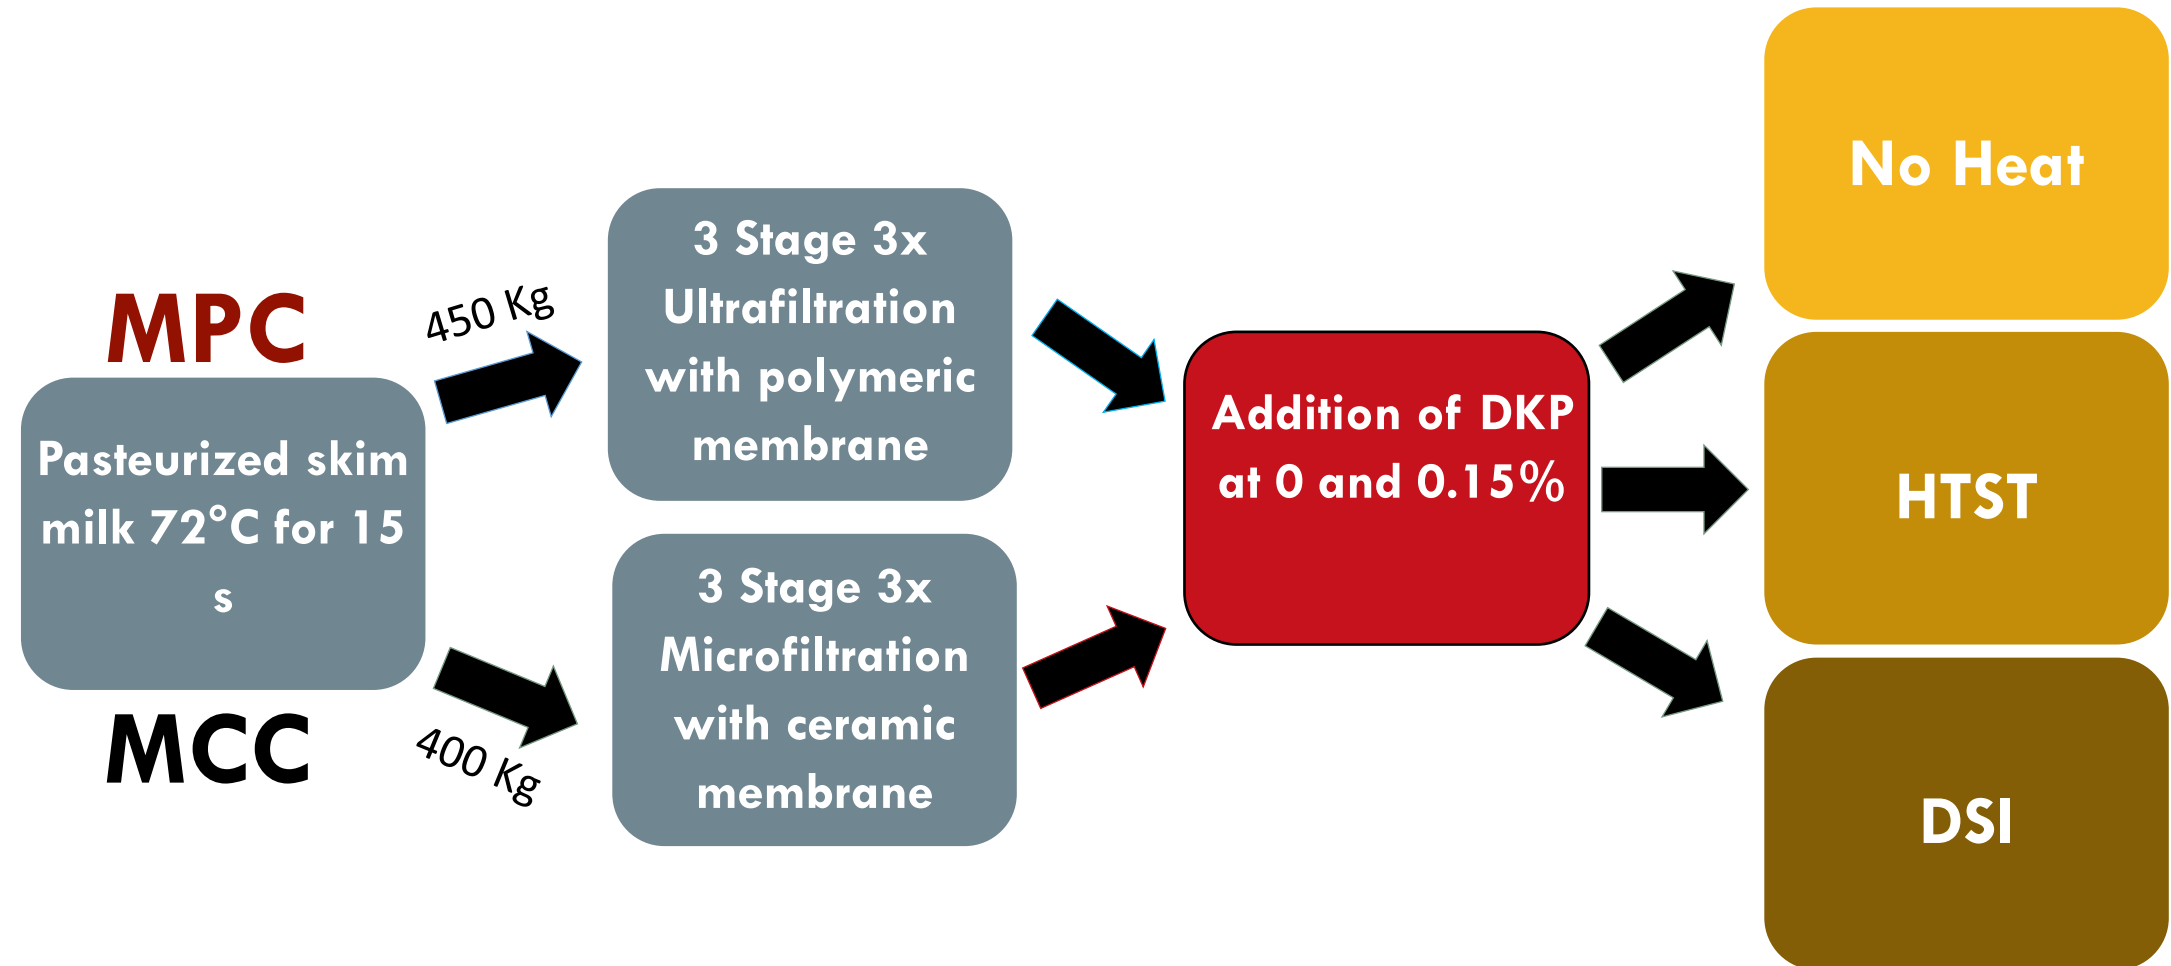 MPC
Pasteurized skim
milk 72°C for 15
s
MCC
450 Kg
400 Kg
3 Stage 3x
Ultrafiltration
with polymeric
membrane
3 Stage 3x
Microfiltration
with ceramic
membrane
Addition of DKP
at 0 and 0.15%
No Heat
HTST
DSI